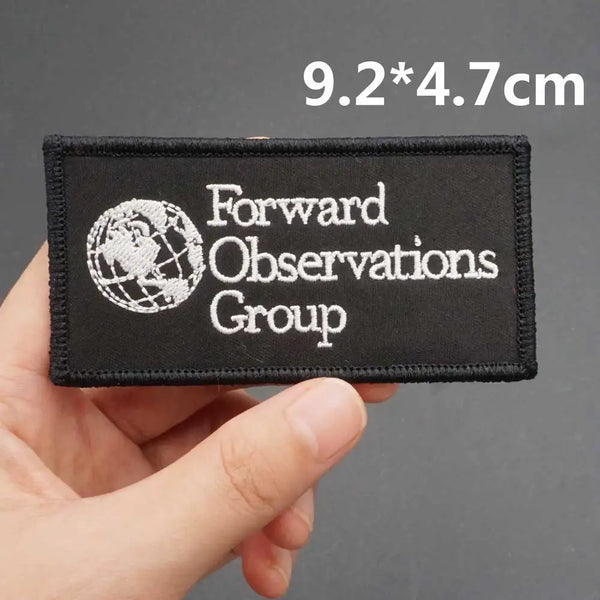 9.2*4.7cm
Forward
Observations
Group